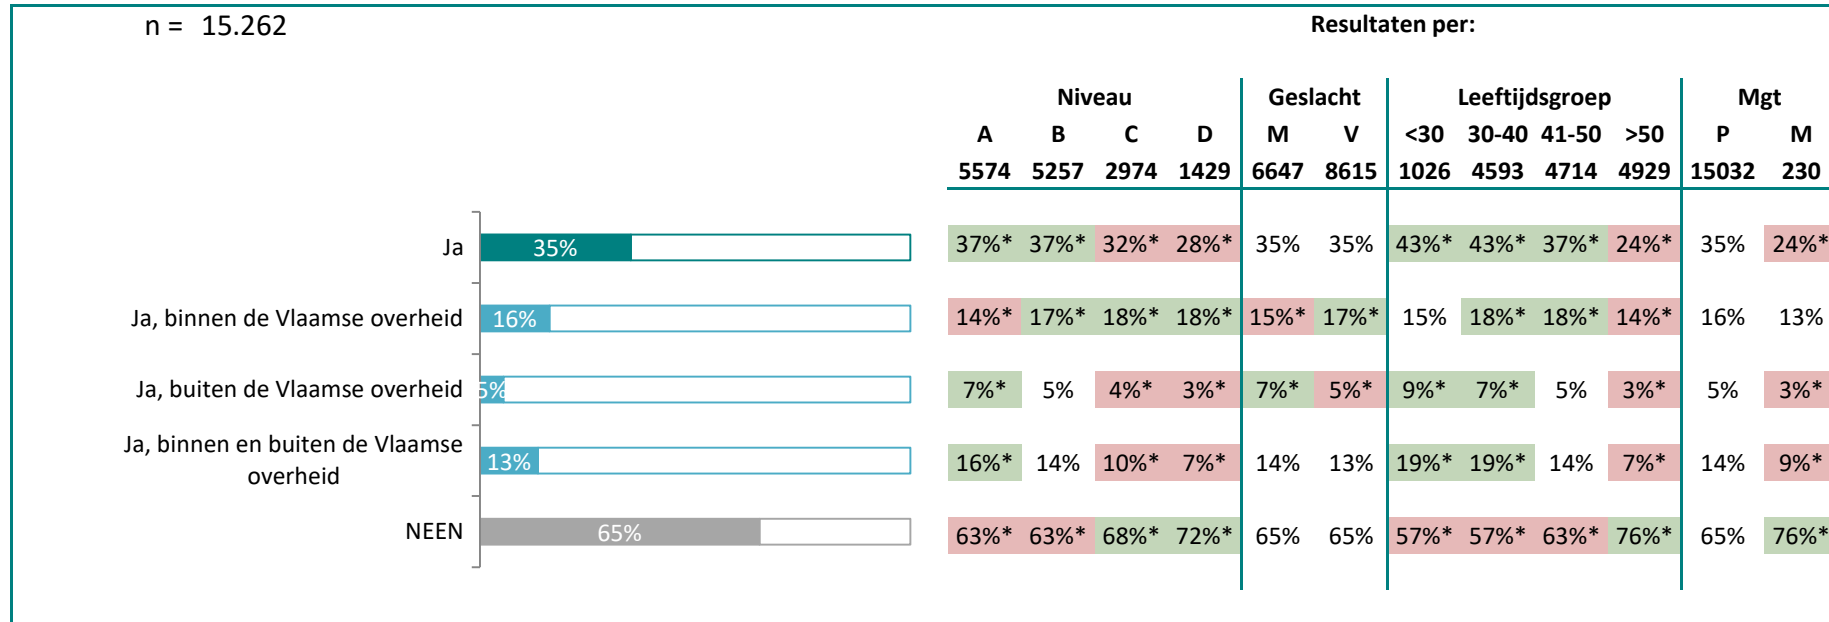 n = 15.262
Resultaten per:
Niveau Geslacht Leeftijdsgroep Mgt
A B C D M V <30 30-40 41-50 >50 P M
5574 5257 2974 1429 6647 8615 1026 4593 4714 4929 15032 230
Ja 35% 37%* 37%* 32%* 28%* 35% 35% 43%* 43%* 37%* 24%* 35% 24%*
Ja, binnen de Vlaamse overheid 16% 14%* 17%* 18%* 18%* 15%* 17%* 15% 18%* 18%* 14%* 16% 13%
Ja, buiten de Vlaamse overheid 5% 7%* 5% 4%* 3%* 7%* 5%* 9%* 7%* 5% 3%* 5% 3%*
Ja, binnen en buiten de Vlaamse
overheid 13% 16%* 14% 10%* 7%* 14% 13% 19%* 19%* 14% 7%* 14% 9%*
NEEN 65% 63%* 63%* 68%* 72%* 65% 65% 57%* 57%* 63%* 76%* 65% 76%*